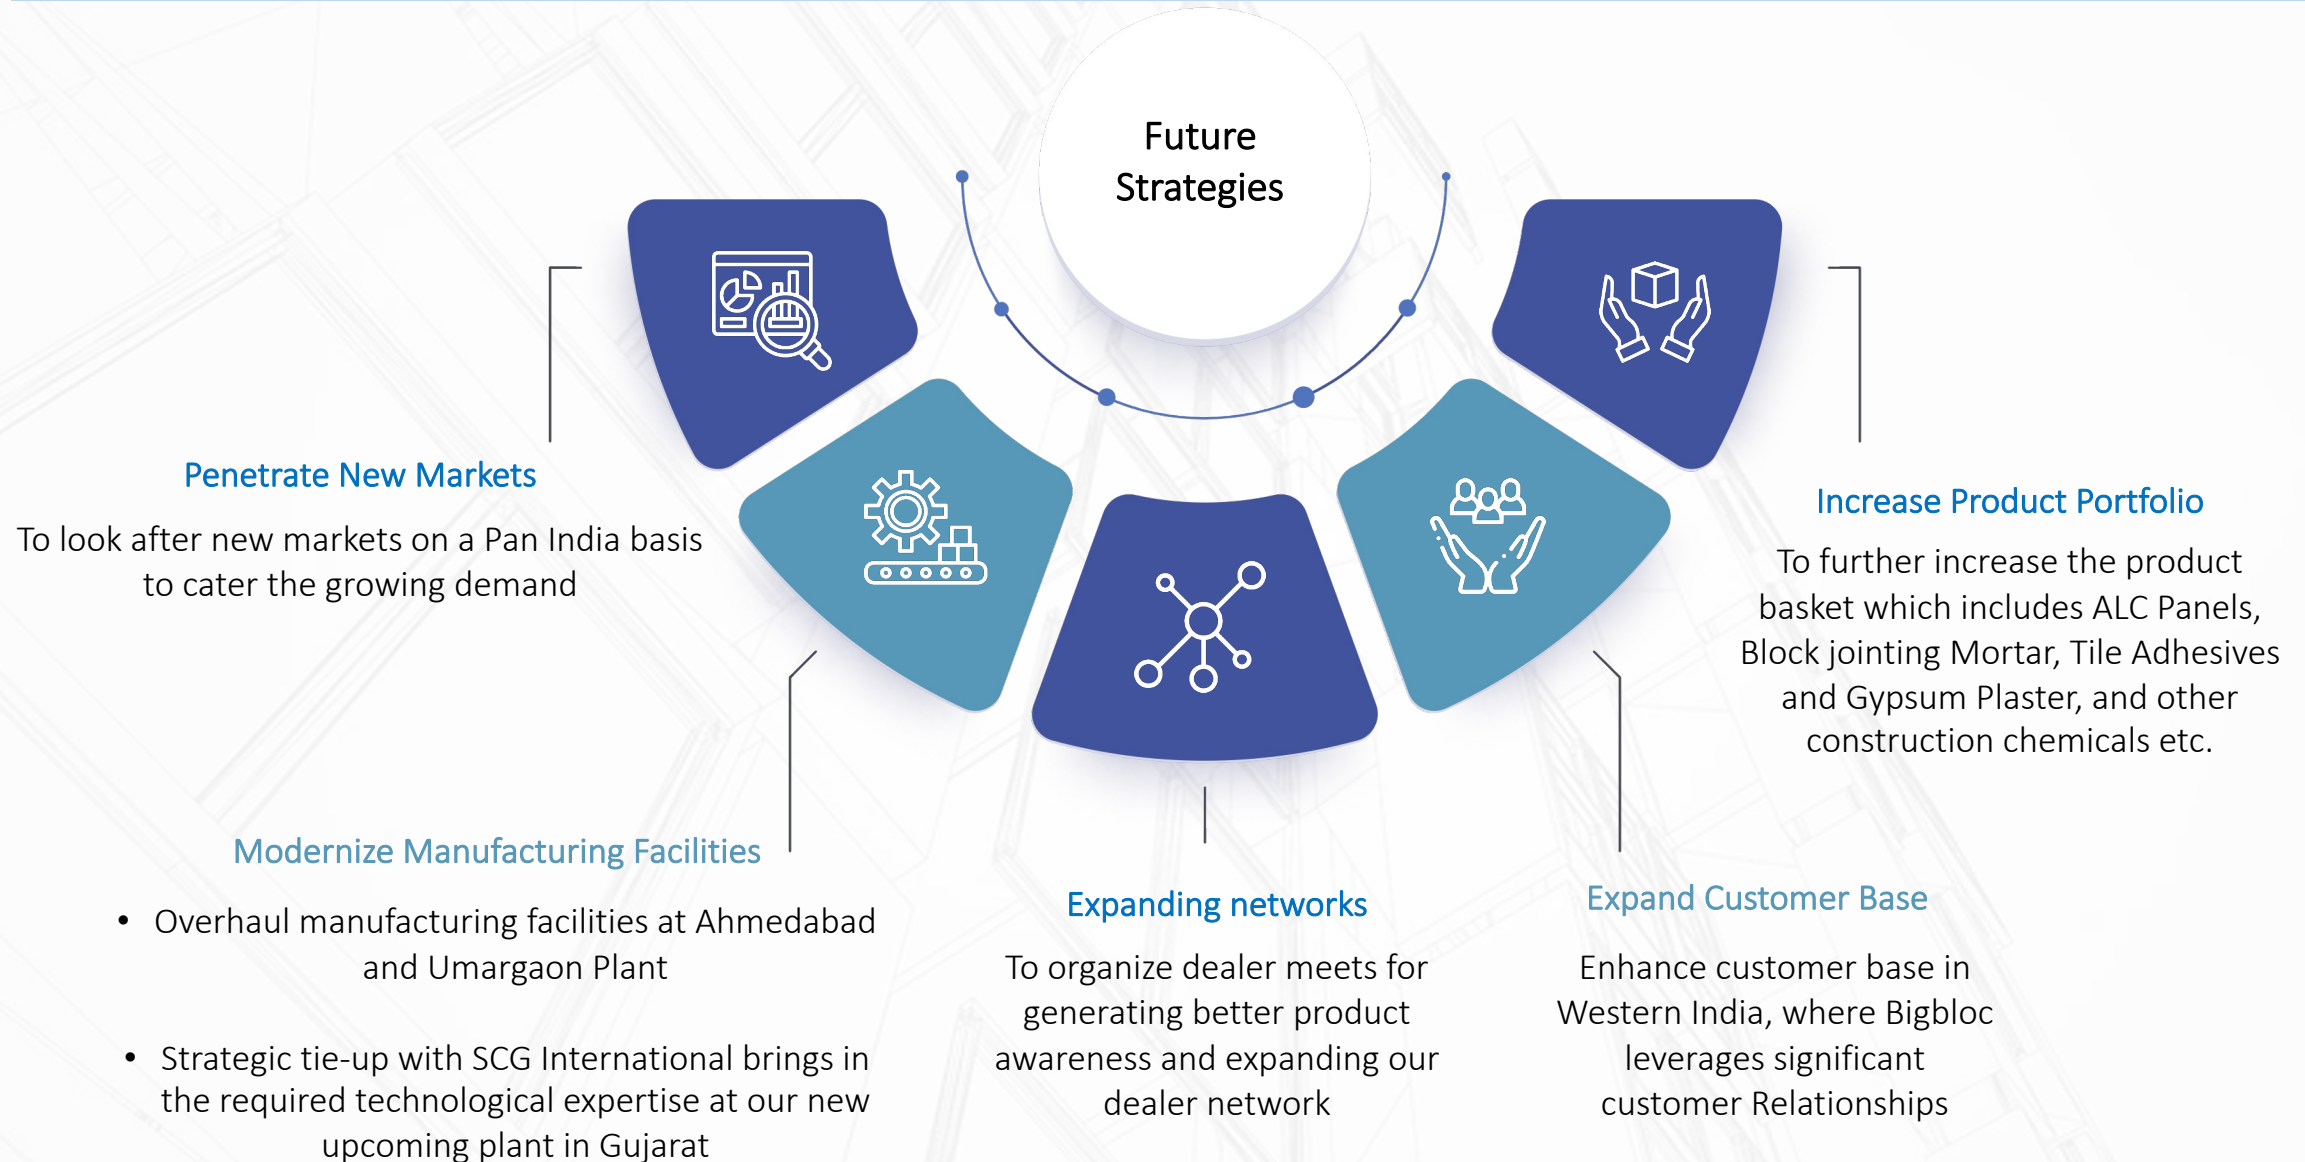 Future
Strategies
Penetrate New Markets
To look after new markets on a Pan India basis
to cater the growing demand
Modernize Manufacturing Facilities
• Overhaul manufacturing facilities at Ahmedabad
and Umargaon Plant
• Strategic tie-up with SCG International brings in
the required technological expertise at our new
upcoming plant in Gujarat
Expanding networks
To organize dealer meets for
generating better product
awareness and expanding our
dealer network
Expand Customer Base
Enhance customer base in
Western India, where Bigbloc
leverages significant
customer Relationships
Increase Product Portfolio
To further increase the product
basket which includes ALC Panels,
Block jointing Mortar, Tile Adhesives
and Gypsum Plaster, and other
construction chemicals etc.